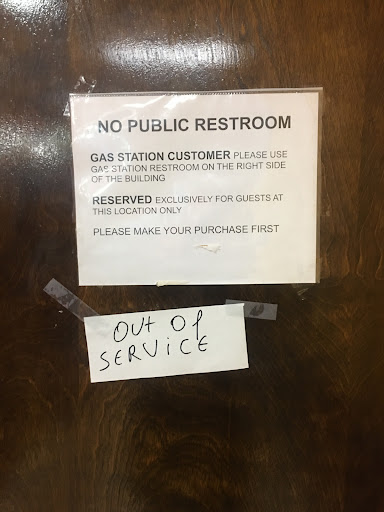 NO PUBLIC RESTROOM
GAS STATION CUSTOMER PLEASE USE
GAS STATION RESTROOM ON THE RIGHT SIDE
OF THE BUILDING
RESERVED EXCLUSIVELY FOR GUESTS AT
THIS LOCATION ONLY
PLEASE MAKE YOUR PURCHASE FIRST
OUt Of
SERViCE